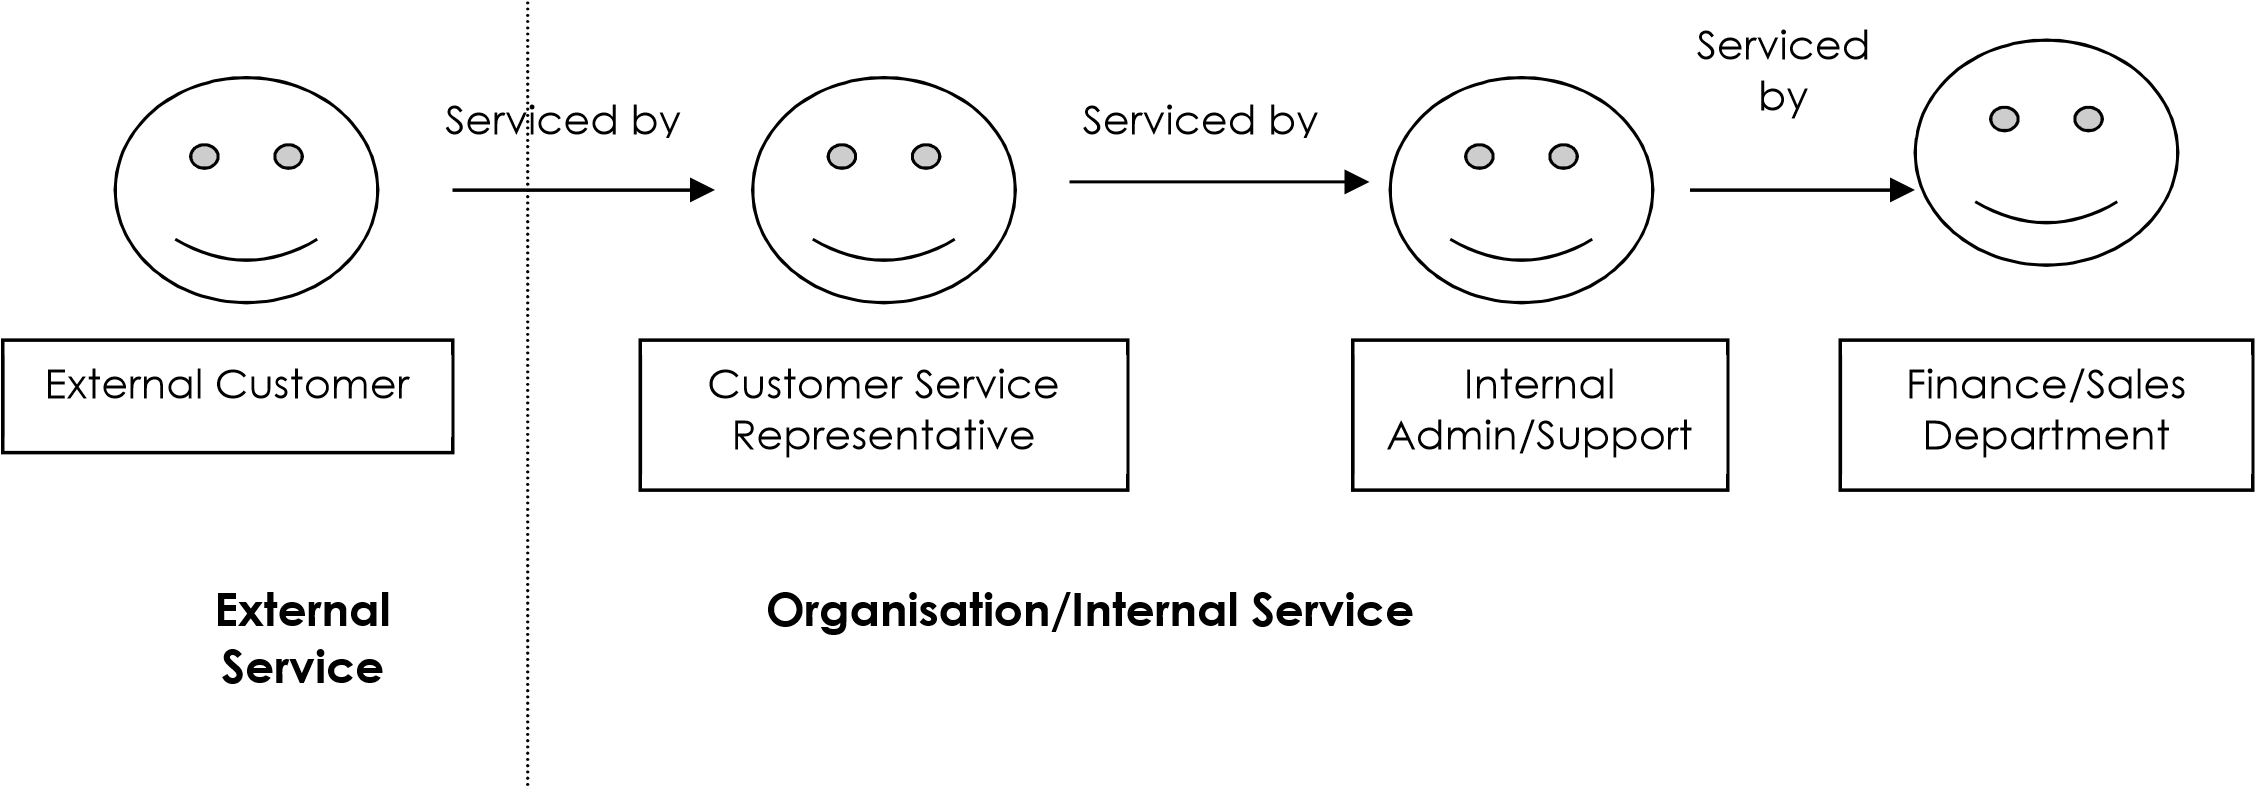 Serviced by
Serviced by
Serviced
by
External Customer
Customer Service
Representative
Internal
Admin/Support
Finance/Sales
Department
External
Service
Organisation/Internal Service